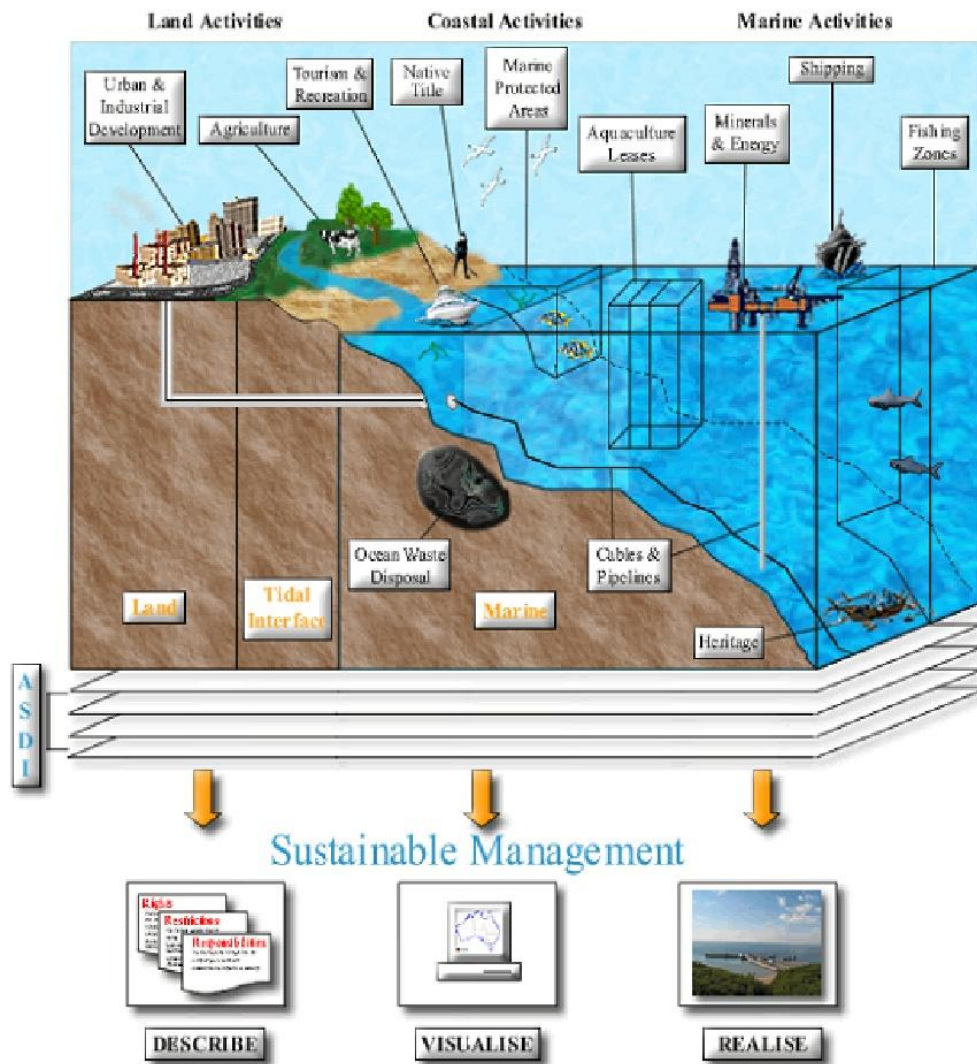 Land Activities
Coastal Activities
Marine Activities
Urban &
Industrial
Development
Agriculture
Tourism &
Recreation
Native
Title
Marine
Protected
Areas
Aquaculture
Leases
Minerals
& Energy
Shipping
Fishing
Zones
Ocean Waste
Disposal
Cables &
Pipelines
Land
Tidal
Interface
Marine
Heritage
A
S
D
I
Sustainable Management
Rights
Restrictions
Responsibilities
DESCRIBE
VISUALISE
REALISE